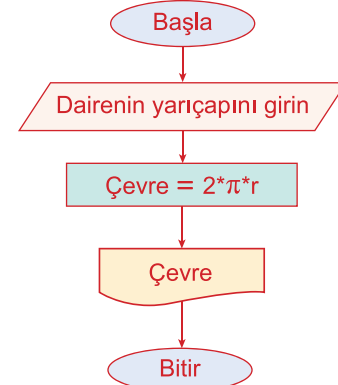 Başla
Dairenin yarıçapını girin
Çevre = 2*π*r
Çevre
Bitir